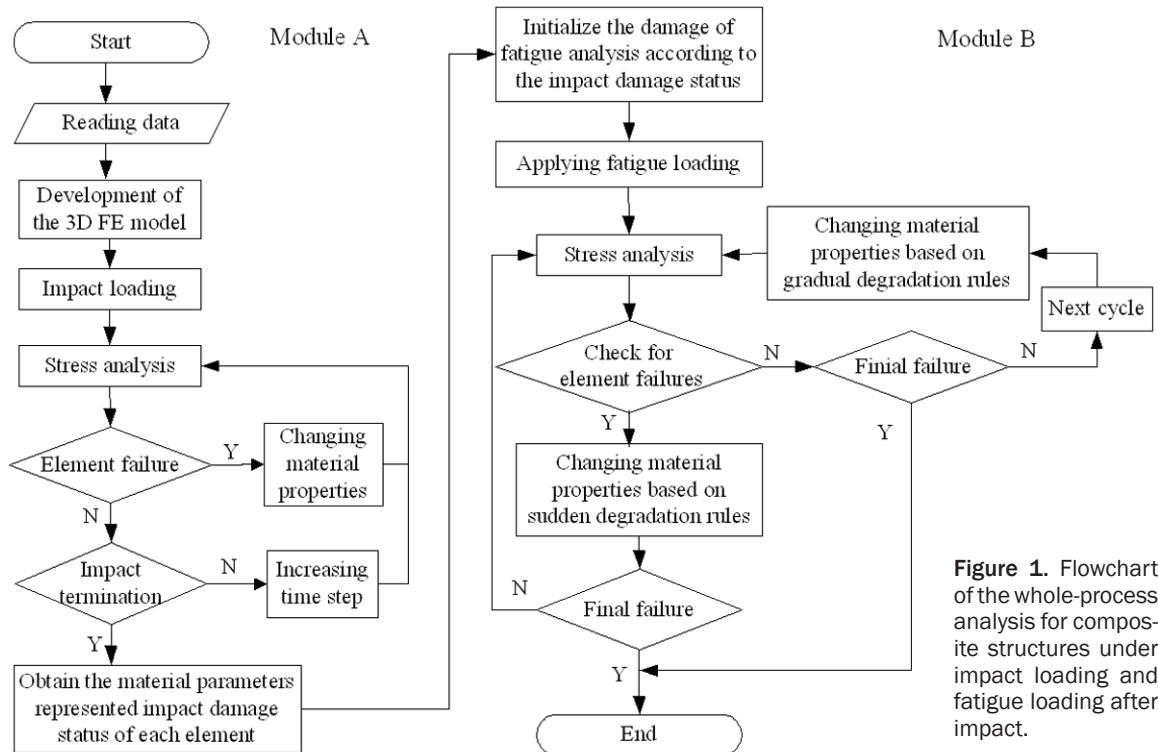 Start
Module A
Reading data
Development of
the 3D FE model
Impact loading
Stress analysis
Element failure
Y
Changing
material
properties
N
Impact
termination
N
Increasing
time step
Y
Obtain the material parameters
represented impact damage
status of each element
Initialize the damage of
fatigue analysis according to
the impact damage status
Module B
Applying fatigue loading
Stress analysis
Changing material
properties based on
gradual degradation rules
Next cycle
Check for
element failures
N
Finial failure
N
Y
Y
Changing material
properties based on
sudden degradation rules
N
Final failure
Y
End
Figure 1. Flowchart
of the whole-process
analysis for compos-
ite structures under
impact loading and
fatigue loading after
impact.